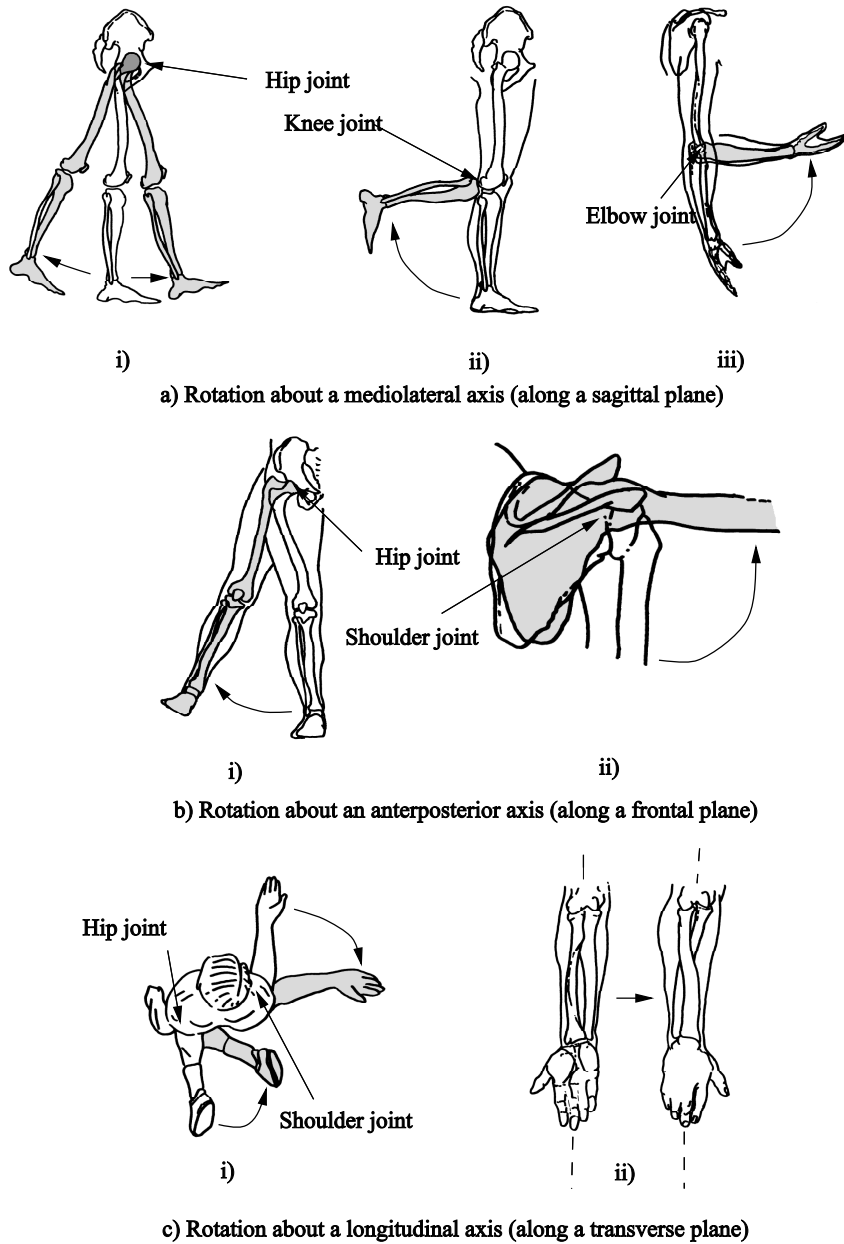 Hip joint
Knee joint
Elbow joint
i)
ii)
iii)
a) Rotation about a mediolateral axis (along a sagittal plane)
Hip joint
Shoulder joint
i)
ii)
b) Rotation about an anterposterior axis (along a frontal plane)
Hip joint
Shoulder joint
i)
ii)
c) Rotation about a longitudinal axis (along a transverse plane)